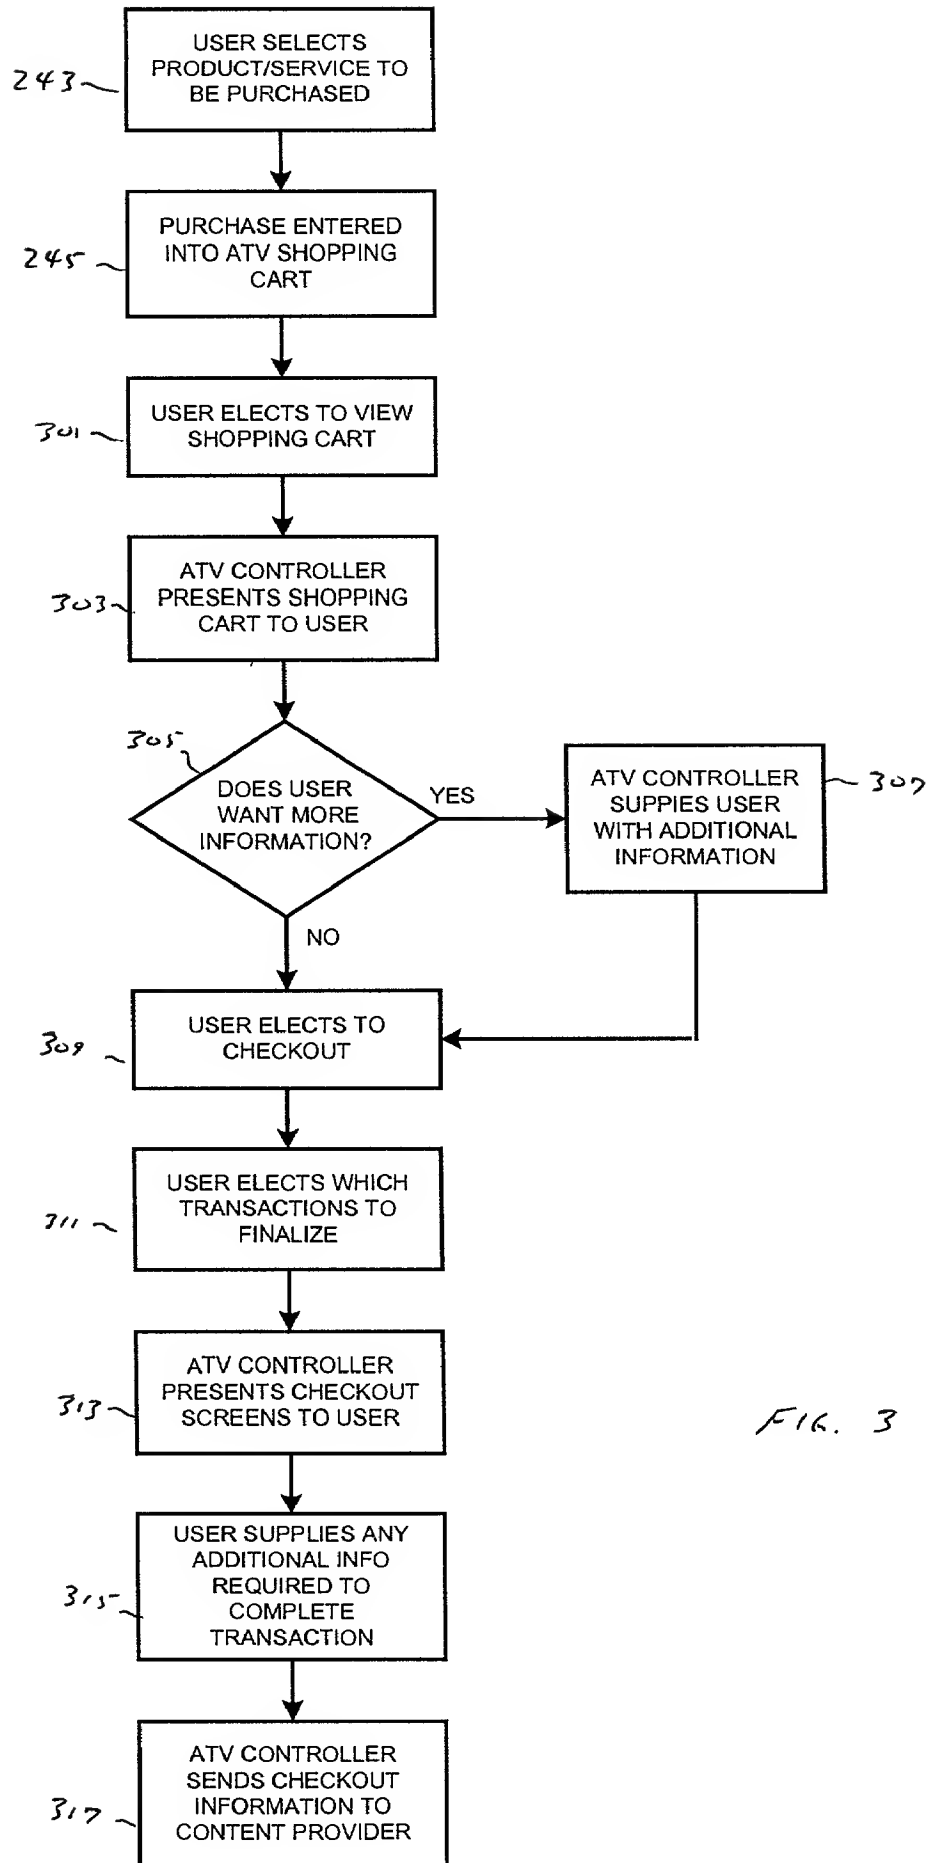 USER SELECTS
PRODUCT/SERVICE TO
BE PURCHASED
243
PURCHASE ENTERED
INTO ATV SHOPPING
CART
245
USER ELECTS TO VIEW
SHOPPING CART
301
ATV CONTROLLER
PRESENTS SHOPPING
CART TO USER
303
305
DOES USER
WANT MORE
INFORMATION?
YES
ATV CONTROLLER
SUPPIES USER
WITH ADDITIONAL
INFORMATION
307
NO
USER ELECTS TO
CHECKOUT
309
USER ELECTS WHICH
TRANSACTIONS TO
FINALIZE
311
ATV CONTROLLER
PRESENTS CHECKOUT
SCREENS TO USER
313
FIG. 3
USER SUPPLIES ANY
ADDITIONAL INFO
REQUIRED TO
COMPLETE
TRANSACTION
315
ATV CONTROLLER
SENDS CHECKOUT
INFORMATION TO
CONTENT PROVIDER
317